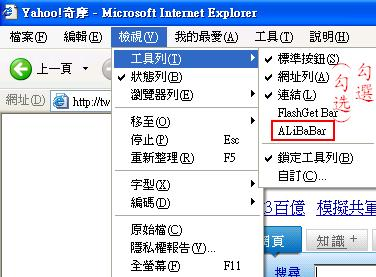 Yahoo!奇摩 - Microsoft Internet Explorer
檔案(F) 編輯(E) 檢視(V) 我的最愛(A) 工具(T) 說明(H)
上一頁
網址(D) http://tw
工具列(T)
狀態列(B)
瀏覽器列(E)
移至(O)
停止(P) Esc
重新整理(R) F5
字型(X)
編碼(D)
原始檔(C)
隱私權報告(V)...
全螢幕(F) F11
標準按鈕(S)
網址列(A)
連結(L)
FlashGet Bar
ALiBaBar
鎖定工具列(B)
自訂(C)...
勾選
(勾选)
3百億 模擬共軍
網頁 知識+
搜尋